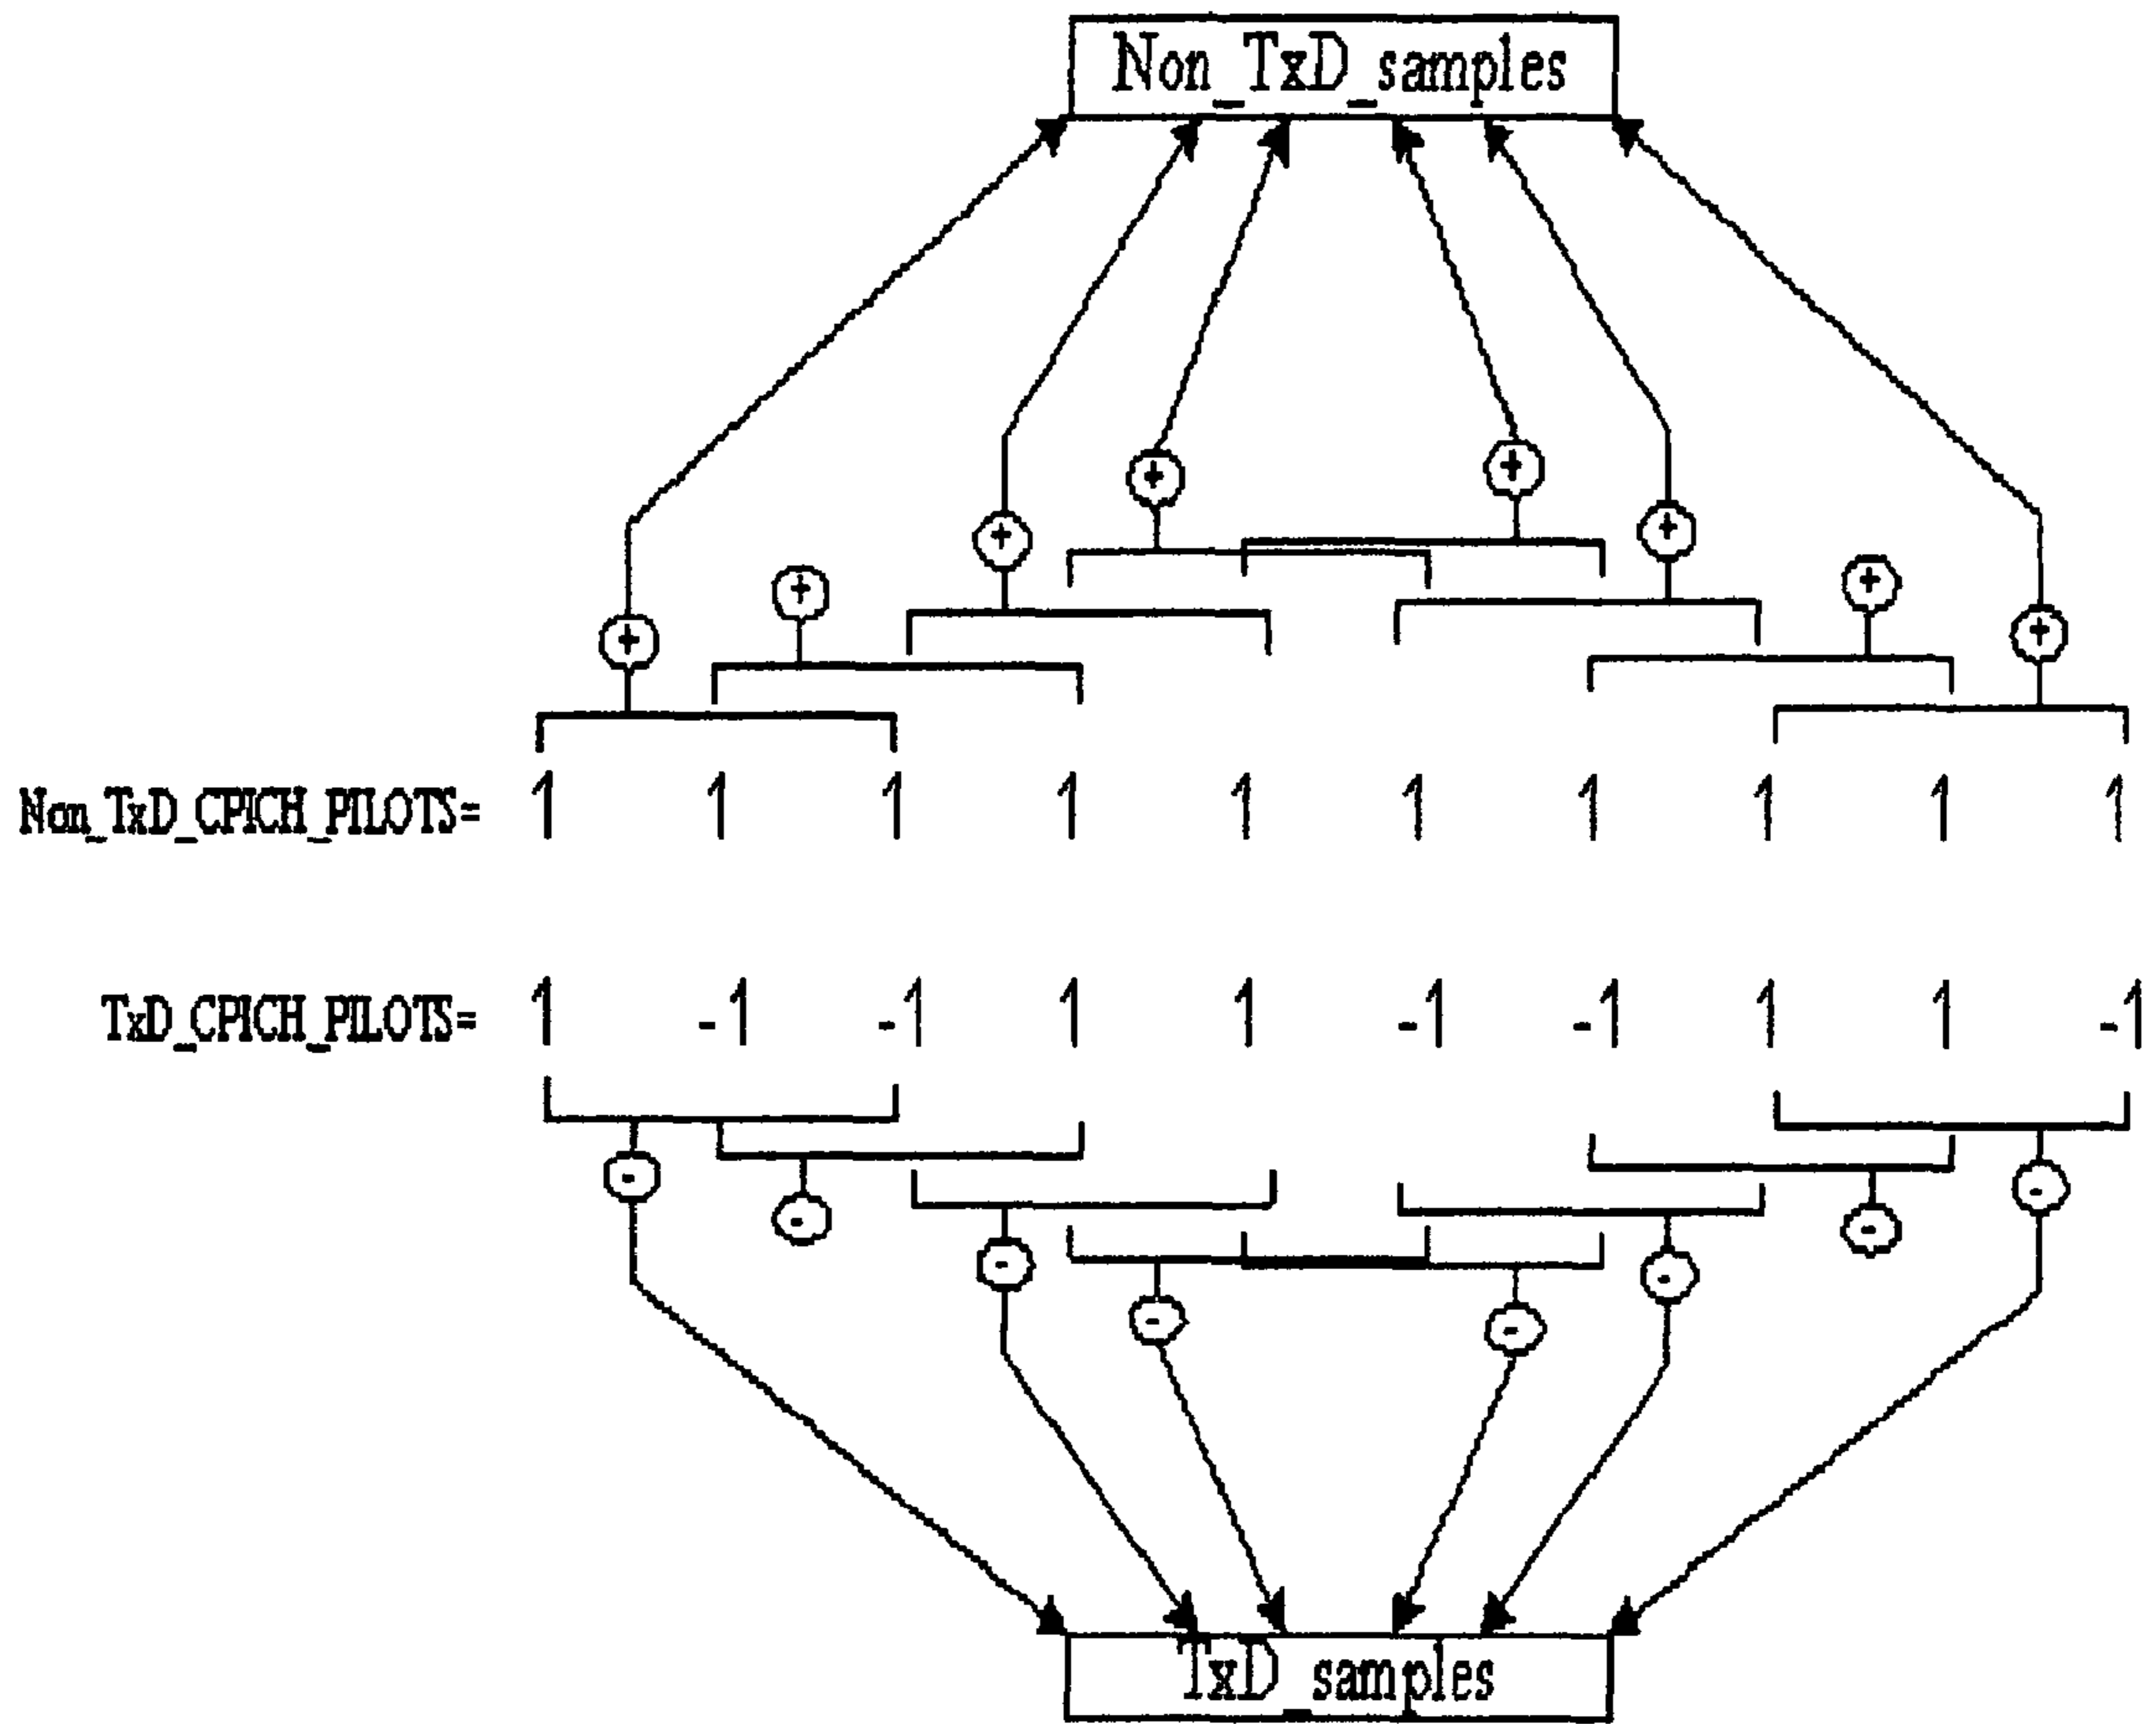 Non_TxD_samples
+ +
+ +
+ +
+ +
Non_TxD_CPICH_PILOTS= 1 1 1 1 1 1 1 1 1 1
TxD_CPICH_PILOTS= 1 -1 -1 1 1 -1 -1 1 1 -1
- -
- -
- -
- -
TxD_samples